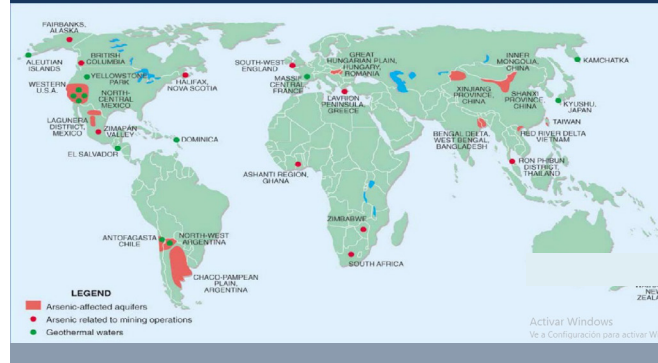 FAIRBANKS,
ALASKA
ALEUTIAN
ISLANDS
BRITISH
COLUMBIA
YELLOWSTONE
PARK
WESTERN
U.S.A.
NORTH-
CENTRAL
MEXICO
HALIFAX,
NOVA SCOTIA
LAGUNERA
DISTRICT,
MEXICO
ZIMAPAN
VALLEY
DOMINICA
EL SALVADOR
SOUTH-WEST
ENGLAND
MASSIF
CENTRAL,
FRANCE
GREAT
HUNGARIAN PLAIN,
HUNGARY,
ROMANIA
LAVRION
PENINSULA,
GREECE
INNER
MONGOLIA,
CHINA
KAMCHATKA
XINJIANG
PROVINCE,
CHINA
SHANXI
PROVINCE,
CHINA
KYUSHU,
JAPAN
TAIWAN
BENGAL DELTA,
WEST BENGAL,
BANGLADESH
RED RIVER DELTA
VIETNAM
RON PHIBUN
DISTRICT,
THAILAND
ASHANTI REGION,
GHANA
ZIMBABWE
SOUTH AFRICA
ANTOFAGASTA
CHILE
NORTH-WEST
ARGENTINA
CHACO-PAMPEAN
PLAIN,
ARGENTINA
LEGEND
Arsenic-affected aquifers
Arsenic related to mining operations
Geothermal waters
Activar Windows
Ve a Configuración para activar W